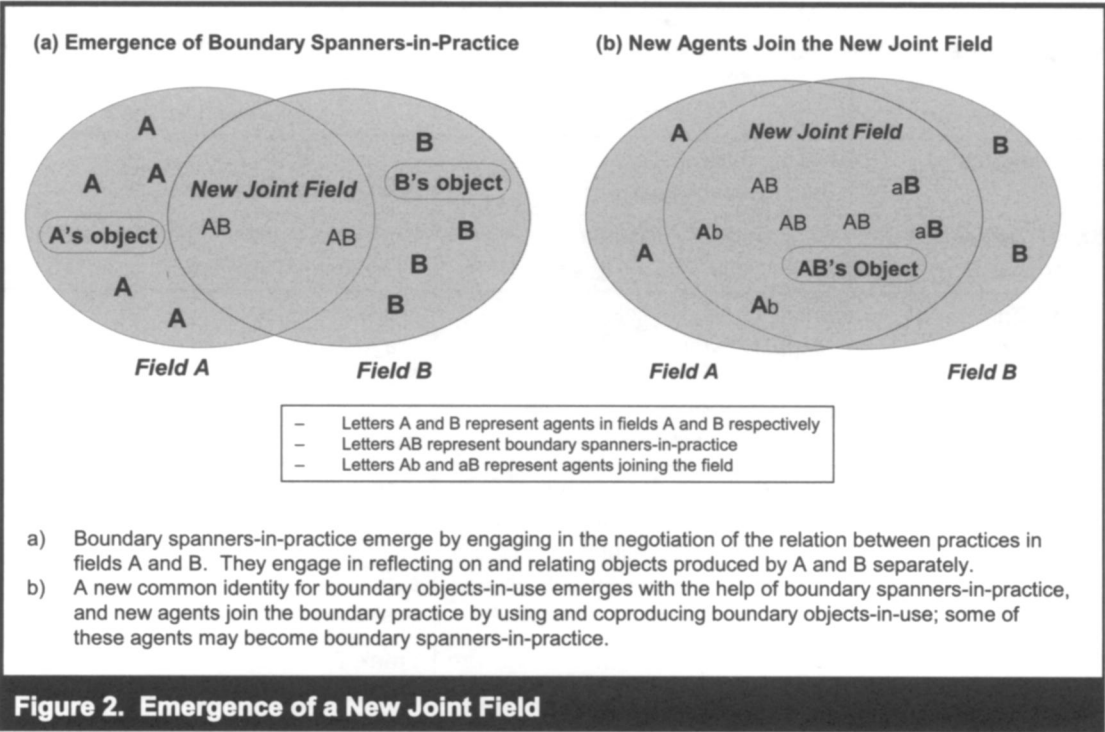 (a) Emergence of Boundary Spanners-in-Practice
A
A
A
A's object
A
A
New Joint Field
AB
AB
B
B's object
B
B
B
Field A
Field B
(b) New Agents Join the New Joint Field
New Joint Field
A
B
AB
aB
Ab
AB
AB
aB
A
B
AB's Object
Ab
Field A
Field B
– Letters A and B represent agents in fields A and B respectively
– Letters AB represent boundary spanners-in-practice
– Letters Ab and aB represent agents joining the field
a) Boundary spanners-in-practice emerge by engaging in the negotiation of the relation between practices in
fields A and B. They engage in reflecting on and relating objects produced by A and B separately.
b) A new common identity for boundary objects-in-use emerges with the help of boundary spanners-in-practice,
and new agents join the boundary practice by using and coproducing boundary objects-in-use; some of
these agents may become boundary spanners-in-practice.
Figure 2. Emergence of a New Joint Field